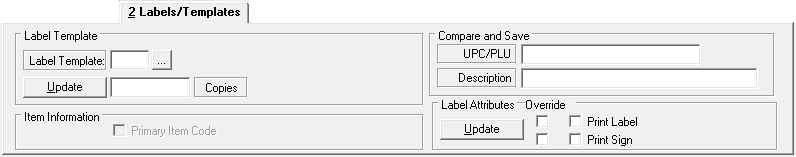 2 Labels/Templates
Label Template
Label Template: ...
Update Copies
Item Information
Primary Item Code
Compare and Save
UPC/PLU
Description
Label Attributes Override
Update
Print Label
Print Sign